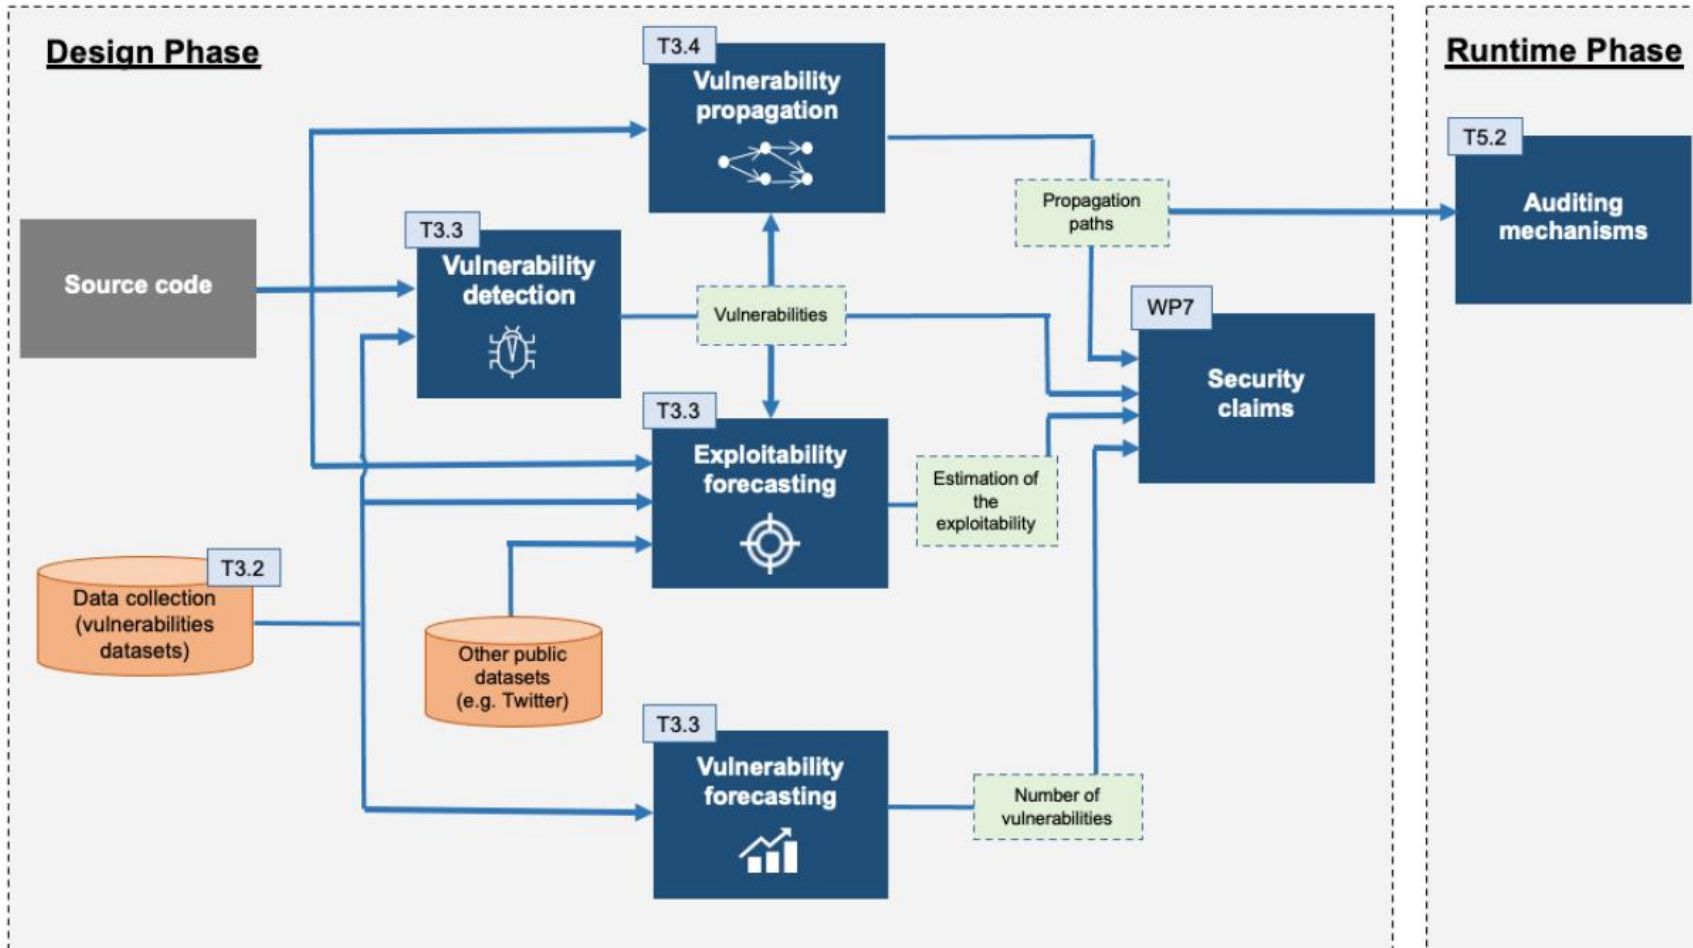 Design Phase
Runtime Phase
T3.4
Vulnerability
propagation
T5.2
Auditing
mechanisms
Propagation
paths
Source code
T3.3
Vulnerability
detection
Vulnerabilities
WP7
Security
claims
T3.3
Exploitability
forecasting
Estimation of
the
exploitability
T3.2
Data collection
(vulnerabilities
datasets)
Other public
datasets
(e.g. Twitter)
T3.3
Vulnerability
forecasting
Number of
vulnerabilities